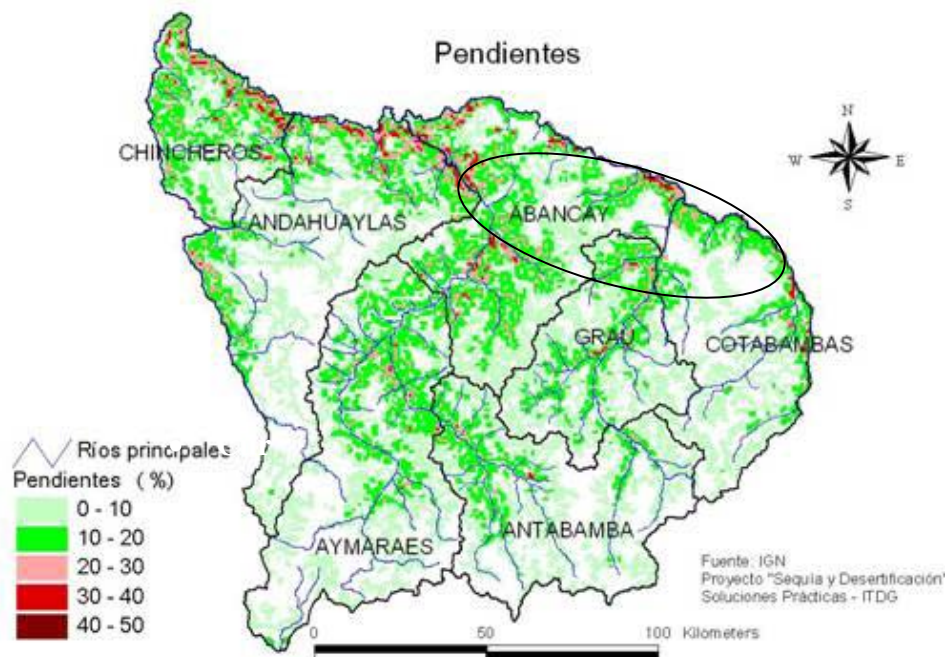 Pendientes
N
W
E
S
CHINCHEROS
ANDAHUAYLAS
ABANCAY
GRAU
COTABAMBAS
AYMARAES
ANTABAMBA
Ríos principales
Pendientes (%)
0 - 10
10 - 20
20 - 30
30 - 40
40 - 50
Fuente: IGN
Proyecto "Sequia y Desertificación"
Soluciones Prácticas - ITDG
0 50 100 Kilometers